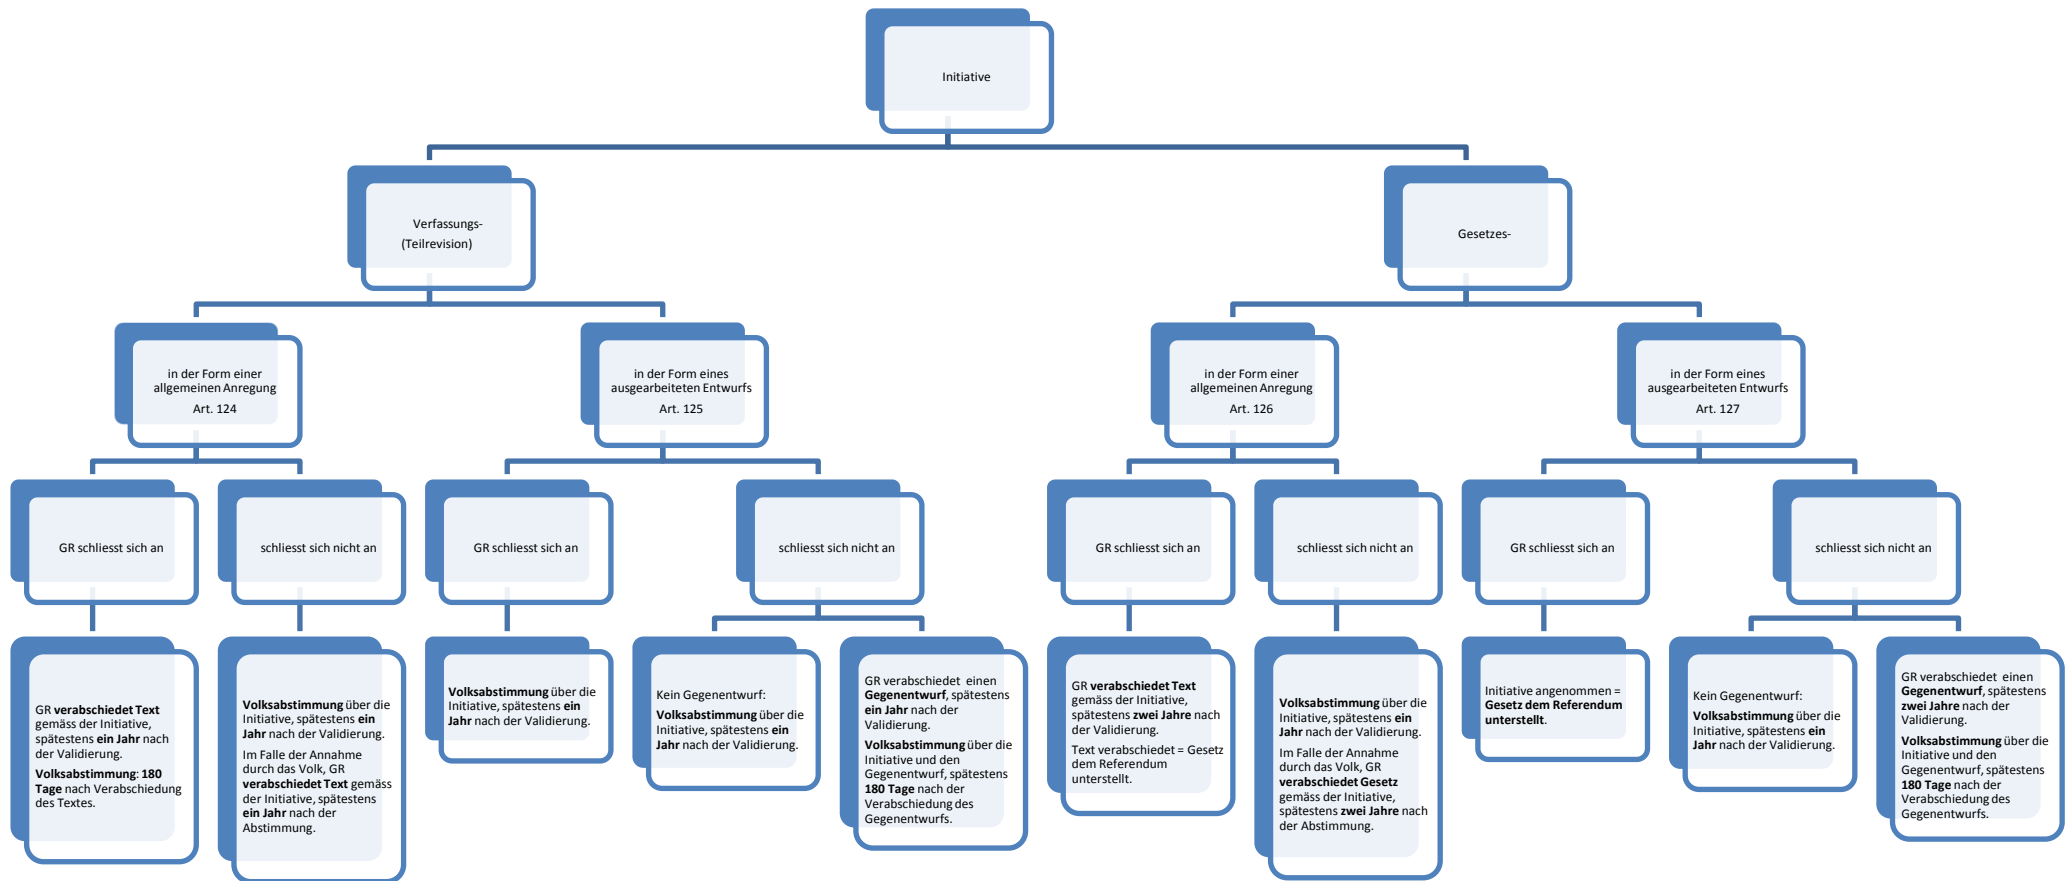 Initiative
Verfassungs-
(Teilrevision)
Gesetzes-
in der Form einer
allgemeinen Anregung
Art. 124
in der Form eines
ausgearbeiteten Entwurfs
Art. 125
in der Form einer
allgemeinen Anregung
Art. 126
in der Form eines
ausgearbeiteten Entwurfs
Art. 127
GR schliesst sich an
schliesst sich nicht an
GR schliesst sich an
schliesst sich nicht an
GR schliesst sich an
schliesst sich nicht an
GR schliesst sich an
schliesst sich nicht an
GR verabschiedet Text
gemäss der Initiative,
spätestens ein Jahr nach
der Validierung.
Volksabstimmung: 180
Tage nach Verabschiedung
des Textes.
Volksabstimmung über die
Initiative, spätestens ein
Jahr nach der Validierung.
Im Falle der Annahme
durch das Volk, GR
verabschiedet Text gemäss
der Initiative, spätestens
ein Jahr nach der
Abstimmung.
Volksabstimmung über die
Initiative, spätestens ein
Jahr nach der Validierung.
Kein Gegenentwurf:
Volksabstimmung über die
Initiative, spätestens ein
Jahr nach der Validierung.
GR verabschiedet einen
Gegenentwurf, spätestens
ein Jahr nach der
Validierung.
Volksabstimmung über die
Initiative und den
Gegenentwurf, spätestens
180 Tage nach der
Verabschiedung des
Gegenentwurfs.
GR verabschiedet Text
gemäss der Initiative,
spätestens zwei Jahre nach
der Validierung.
Text verabschiedet = Gesetz
dem Referendum
unterstellt.
Volksabstimmung über die
Initiative, spätestens ein
Jahr nach der Validierung.
Im Falle der Annahme
durch das Volk, GR
verabschiedet Gesetz
gemäss der Initiative,
spätestens zwei Jahre nach
der Abstimmung.
Initiative angenommen =
Gesetz dem Referendum
unterstellt.
Kein Gegenentwurf:
Volksabstimmung über die
Initiative, spätestens ein
Jahr nach der Validierung.
GR verabschiedet einen
Gegenentwurf, spätestens
zwei Jahre nach der
Validierung.
Volksabstimmung über die
Initiative und den
Gegenentwurf, spätestens
180 Tage nach der
Verabschiedung des
Gegenentwurfs.